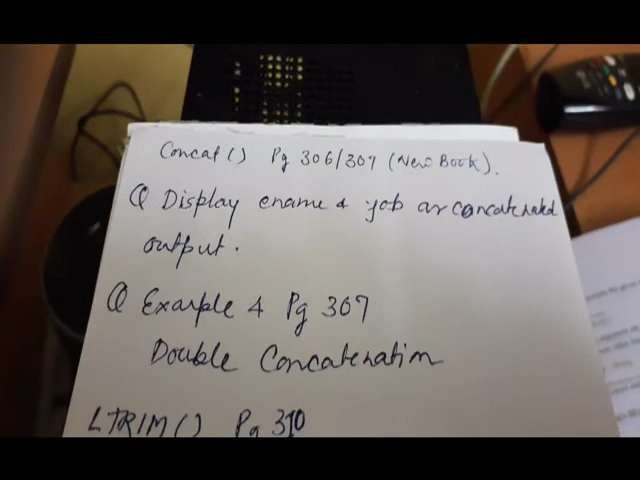 Concat () Pg 306/307 (New Book).
Q Display ename & job as concatenated
output.
Q Example 4 Pg 307
Double Concatenation
LTRIM() Pg 310